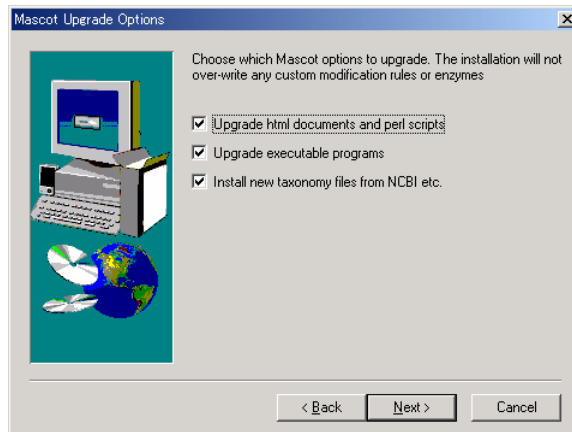 Mascot Upgrade Options
Choose which Mascot options to upgrade. The installation will not
over-write any custom modification rules or enzymes
Upgrade html documents and perl scripts
Upgrade executable programs
Install new taxonomy files from NCBI etc.
< Back
Next >
Cancel